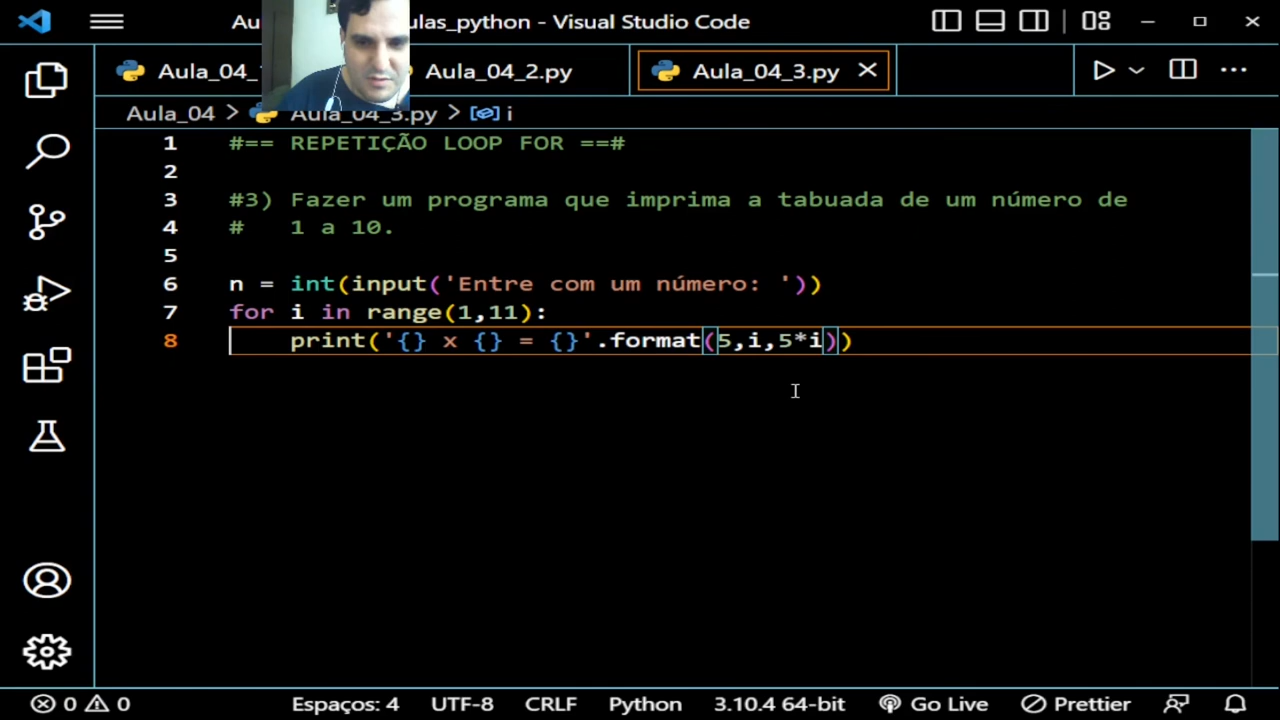 Au
aulas_python - Visual Studio Code
Aula_04_
Aula_04_2.py
Aula_04_3.py
Aula_04 > Aula_04_3.py > i
1 #== REPETIÇÃO LOOP FOR ==#
2
3 #3) Fazer um programa que imprima a tabuada de um número de
4 #   1 a 10.
5
6 n = int(input('Entre com um número: '))
7 for i in range(1,11):
8     print('{} x {} = {}'.format(5,i,5*i))
0 0 Espaços: 4 UTF-8 CRLF Python 3.10.4 64-bit Go Live Prettier